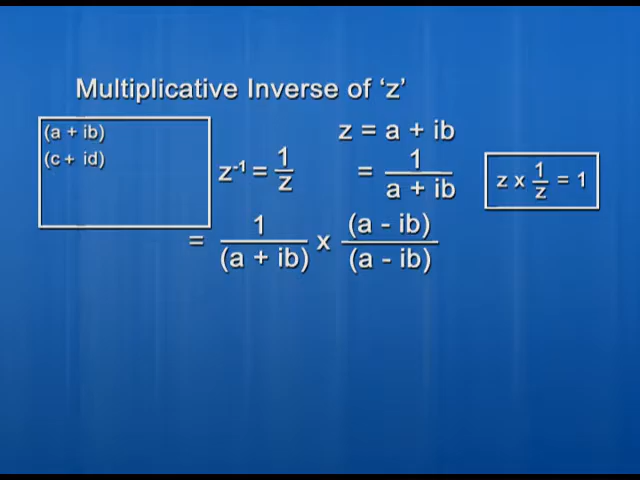 Multiplicative Inverse of ‘z’
(a + ib)
(c + id)
z = a + ib
z⁻¹ = 1/z = 1/(a + ib)
z x 1/z = 1
= 1/(a + ib) x (a - ib)/(a - ib)